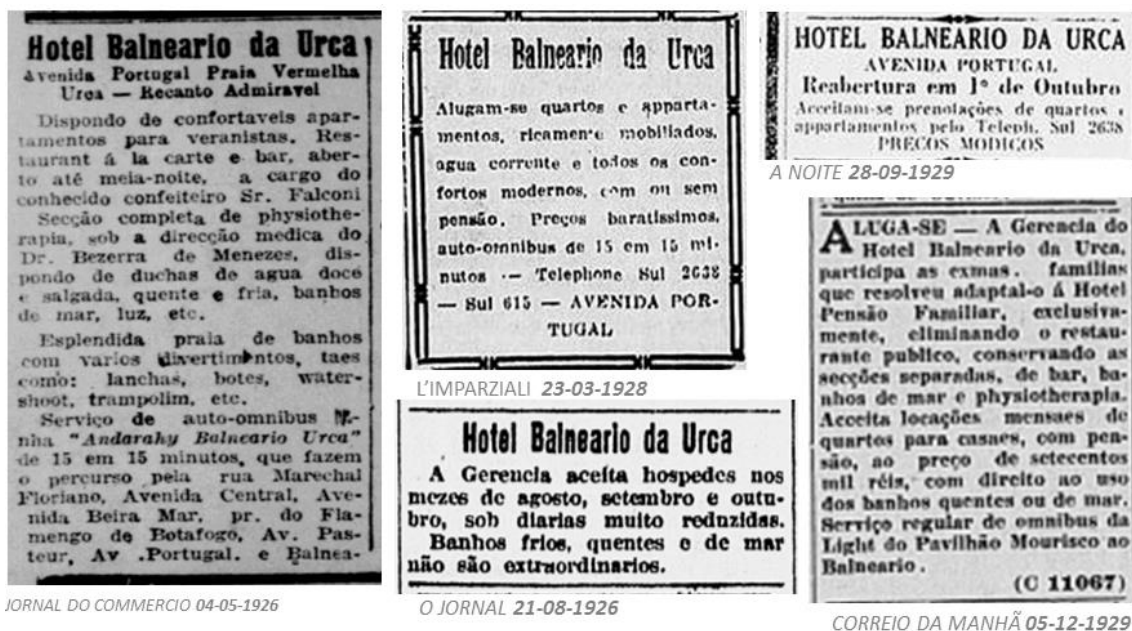 Hotel Balneario da Urca
Avenida Portugal Praia Vermelha
Urca — Recanto Admiravel
Dispondo de confortaveis apar-
tamentos para veranistas. Res-
taurant á la carte e bar, aber-
to até meia-noite, a cargo do
conhecido confeiteiro Sr. Falconi
Secção completa de physiothe-
rapia, sob a direcção medica do
Dr. Bezerra de Menezes, dis-
pondo de duchas de agua doce
e salgada, quente e fria, banhos
de mar, luz, etc.
Esplendida praia de banhos
com varios divertimentos, taes
como: lanchas, botes, water-
shoot, trampolim, etc.
Serviço de auto-omnibus
nha "Andarahy Balneario Urca"
de 15 em 15 minutos, que fazem
o percurso pela rua Marechal
Floriano, Avenida Central, Ave-
nida Beira Mar, pr. do Fla-
mengo de Botafogo, Av. Pas-
teur, Av .Portugal. e Balnea-
JORNAL DO COMMERCIO 04-05-1926
Hotel Balneario da Urca
Alugam-se quartos e apparta-
mentos, ricamente mobiliados,
agua corrente e todos os con-
fortos modernos, com ou sem
pensão. Preços baratissimos,
auto-omnibus de 15 em 15 mi-
nutos -- Telephone Sul 2638
— Sul 615 — AVENIDA POR-
TUGAL
L'IMPARZIALI 23-03-1928
Hotel Balneario da Urca
A Gerencia aceita hospedes nos
mezes de agosto, setembro e outu-
bro, sob diarias muito reduzidas.
Banhos frios, quentes e de mar
não são extraordinarios.
O JORNAL 21-08-1926
HOTEL BALNEARIO DA URCA
AVENIDA PORTUGAL
Reabertura em 1º de Outubro
Acceitam-se prenotações de quartos e
appartamentos pelo Teleph. Sul 2638
PREÇOS MODICOS
A NOITE 28-09-1929
ALUGA-SE — A Gerencia do
Hotel Balneario da Urca,
participa as exmas. familias
que resolveu adaptal-o á Hotel
Pensão Familiar, exclusiva-
mente, eliminando o restau-
rante publico, conservando as
secções separadas, de bar, ba-
nhos de mar e physiotherapia.
Acceita locações mensaes de
quartos para casaes, com pen-
são, ao preço de setecentos
mil réis, com direito ao uso
dos banhos quentes ou de mar.
Serviço regular de omnibus da
Light do Pavilhão Mourisco ao
Balneario.
(C 11067)
CORREIO DA MANHÃ 05-12-1929